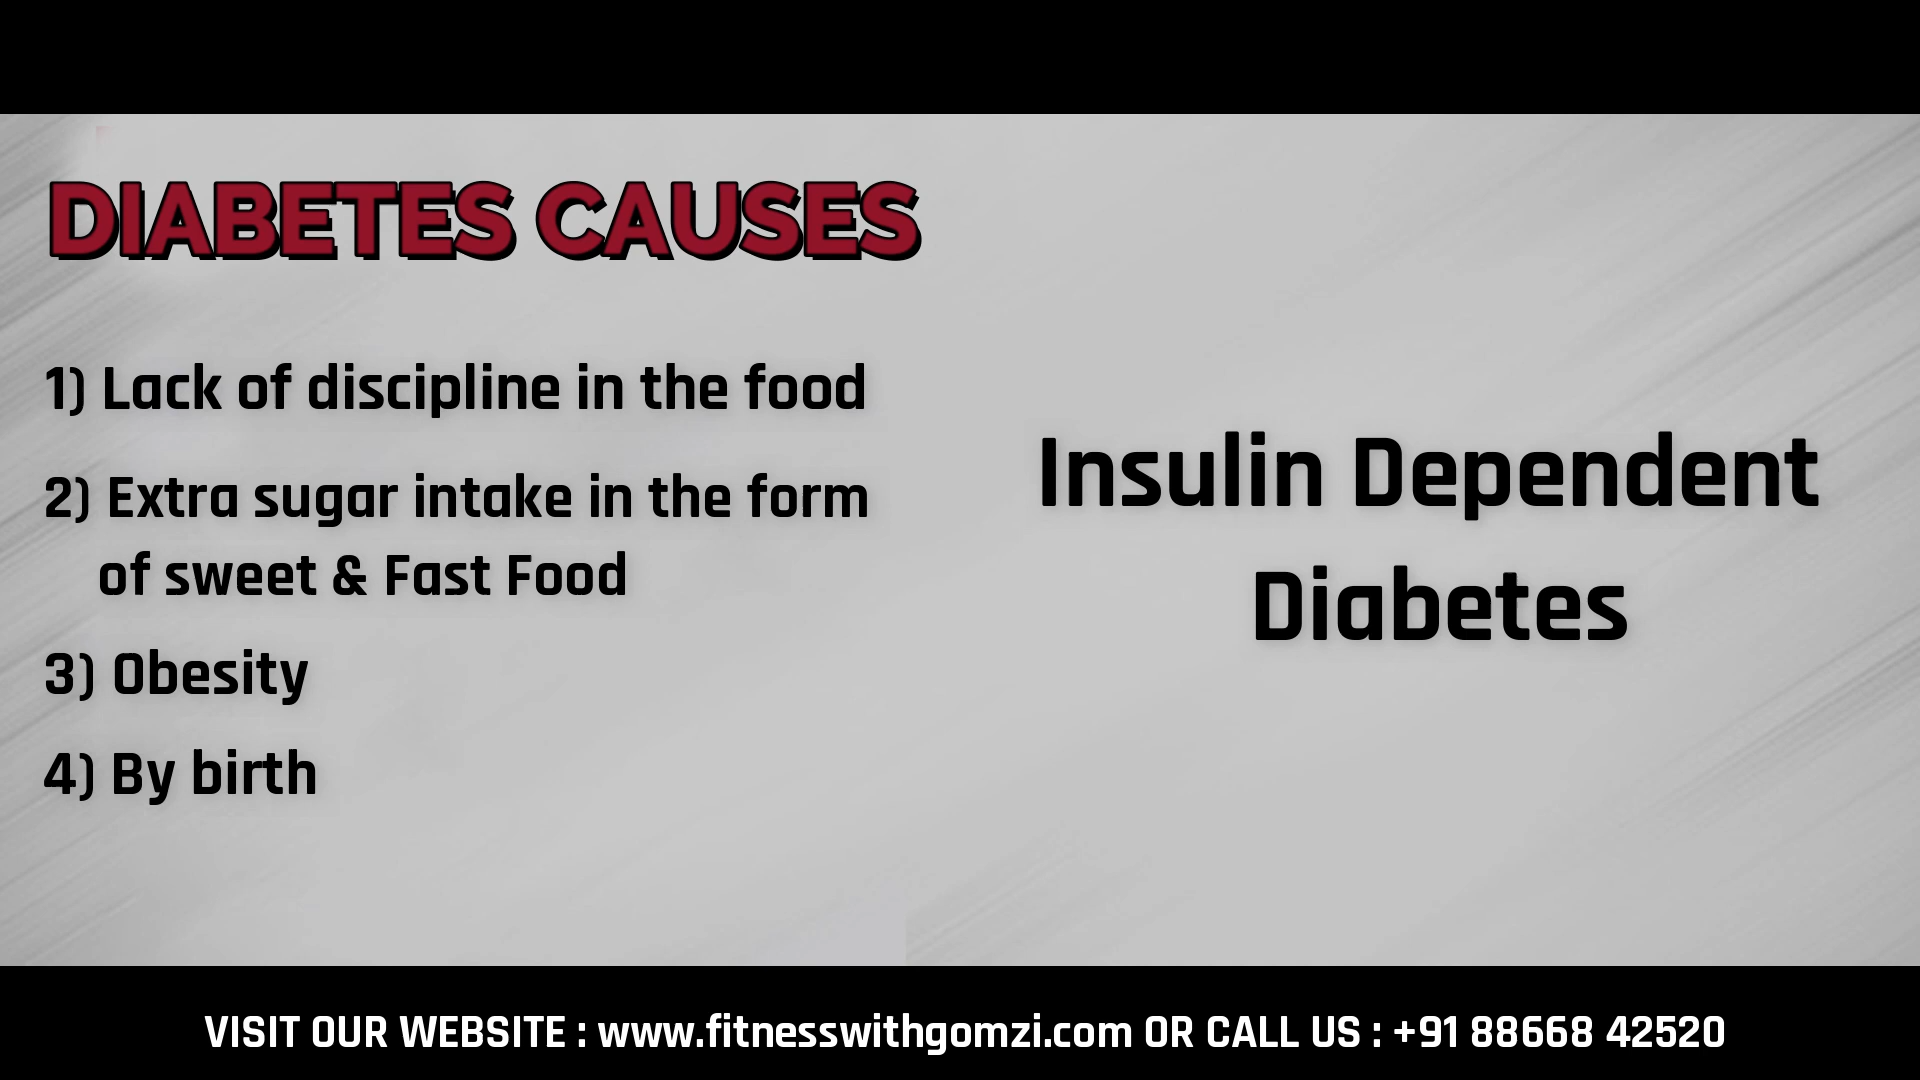 DIABETES CAUSES
1) Lack of discipline in the food
2) Extra sugar intake in the form
of sweet & Fast Food
3) Obesity
4) By birth
Insulin Dependent
Diabetes
VISIT OUR WEBSITE : www.fitnesswithgomzi.com OR CALL US : +91 88668 42520